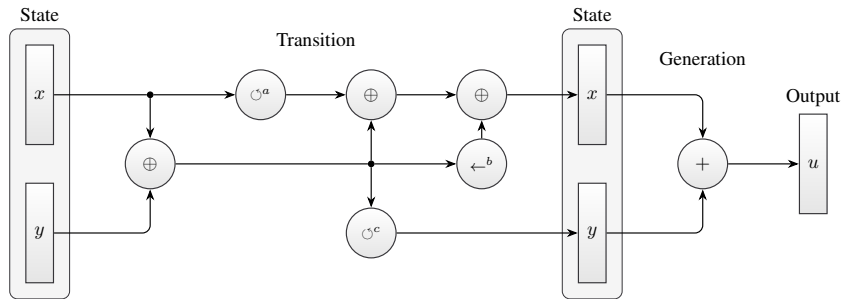 State
State
Transition
Generation
Output
x
↺ᵃ
⊕
⊕
x
⊕
←ᵇ
+
u
y
↺ᶜ
y